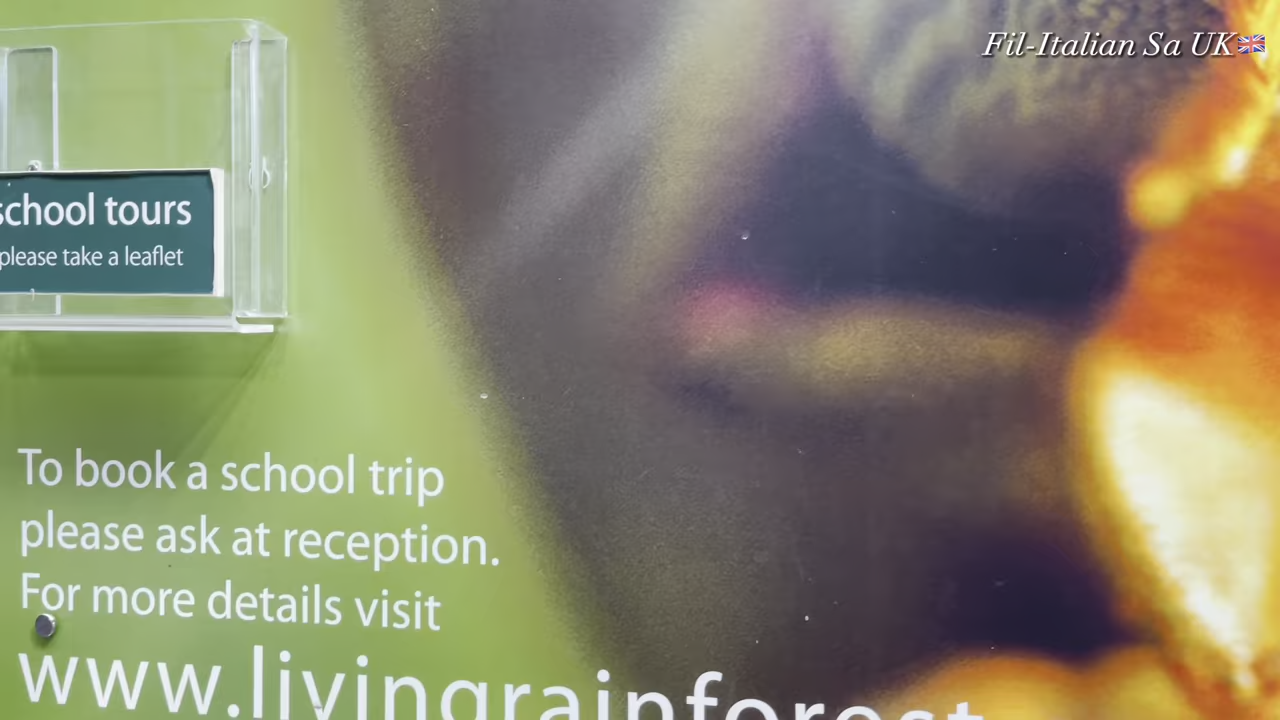 Fil-Italian Sa UK🇬🇧
school tours
please take a leaflet
To book a school trip
please ask at reception.
For more details visit
www.livingrainforest